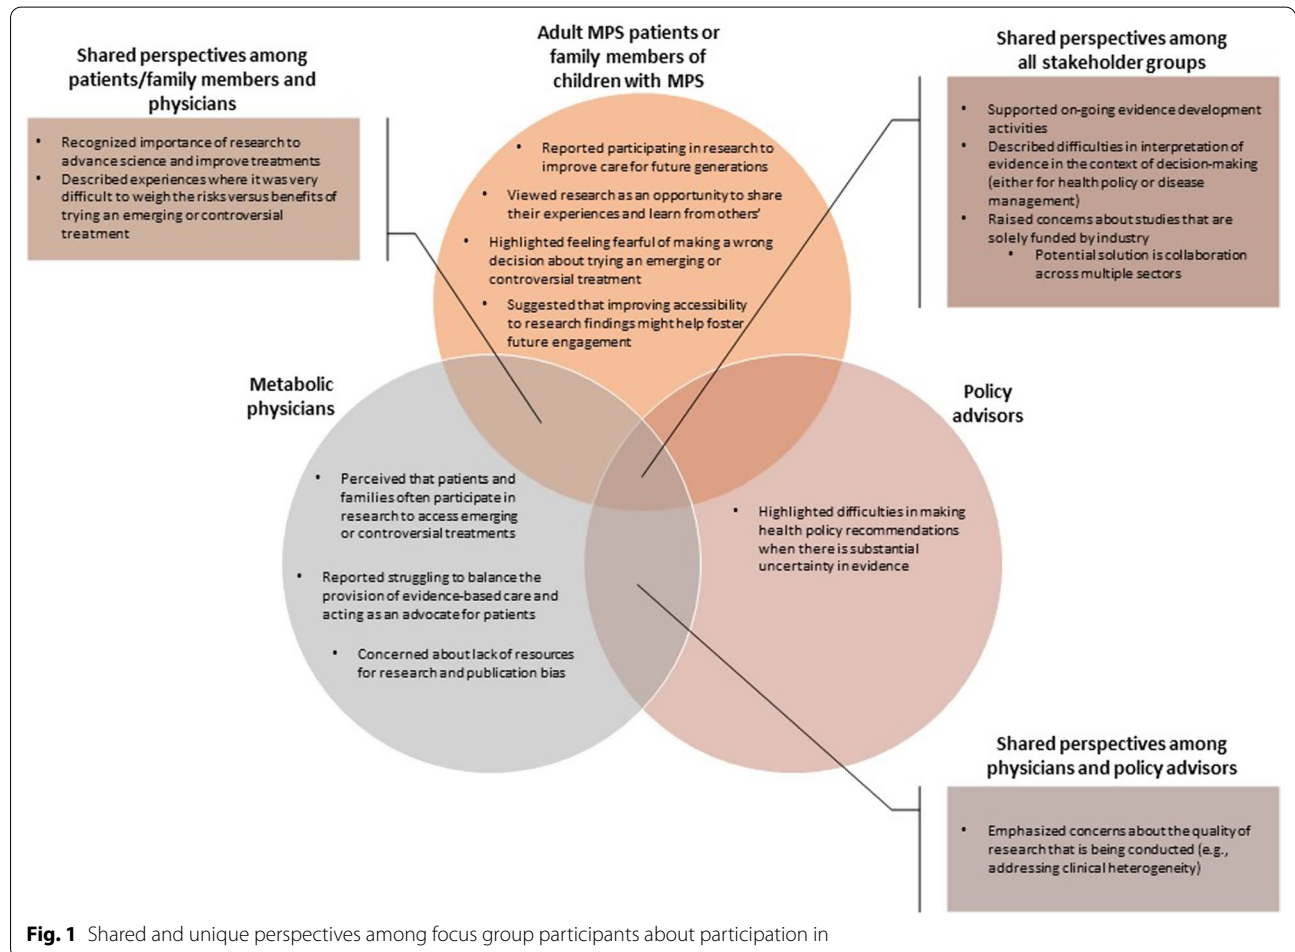 Shared perspectives among
patients/family members and
physicians
• Recognized importance of research to
advance science and improve treatments
• Described experiences where it was very
difficult to weigh the risks versus benefits of
trying an emerging or controversial
treatment
Adult MPS patients or
family members of
children with MPS
• Reported participating in research to
improve care for future generations
• Viewed research as an opportunity to share
their experiences and learn from others'
• Highlighted feeling fearful of making a wrong
decision about trying an emerging or
controversial treatment
• Suggested that improving accessibility
to research findings might help foster
future engagement
Shared perspectives among
all stakeholder groups
• Supported on-going evidence development
activities
• Described difficulties in interpretation of
evidence in the context of decision-making
(either for health policy or disease
management)
• Raised concerns about studies that are
solely funded by industry
• Potential solution is collaboration
across multiple sectors
Metabolic
physicians
• Perceived that patients and
families often participate in
research to access emerging
or controversial treatments
• Reported struggling to balance the
provision of evidence-based care and
acting as an advocate for patients
• Concerned about lack of resources
for research and publication bias
Policy
advisors
• Highlighted difficulties in making
health policy recommendations
when there is substantial
uncertainty in evidence
Shared perspectives among
physicians and policy advisors
• Emphasized concerns about the quality of
research that is being conducted (e.g.,
addressing clinical heterogeneity)
Fig. 1 Shared and unique perspectives among focus group participants about participation in